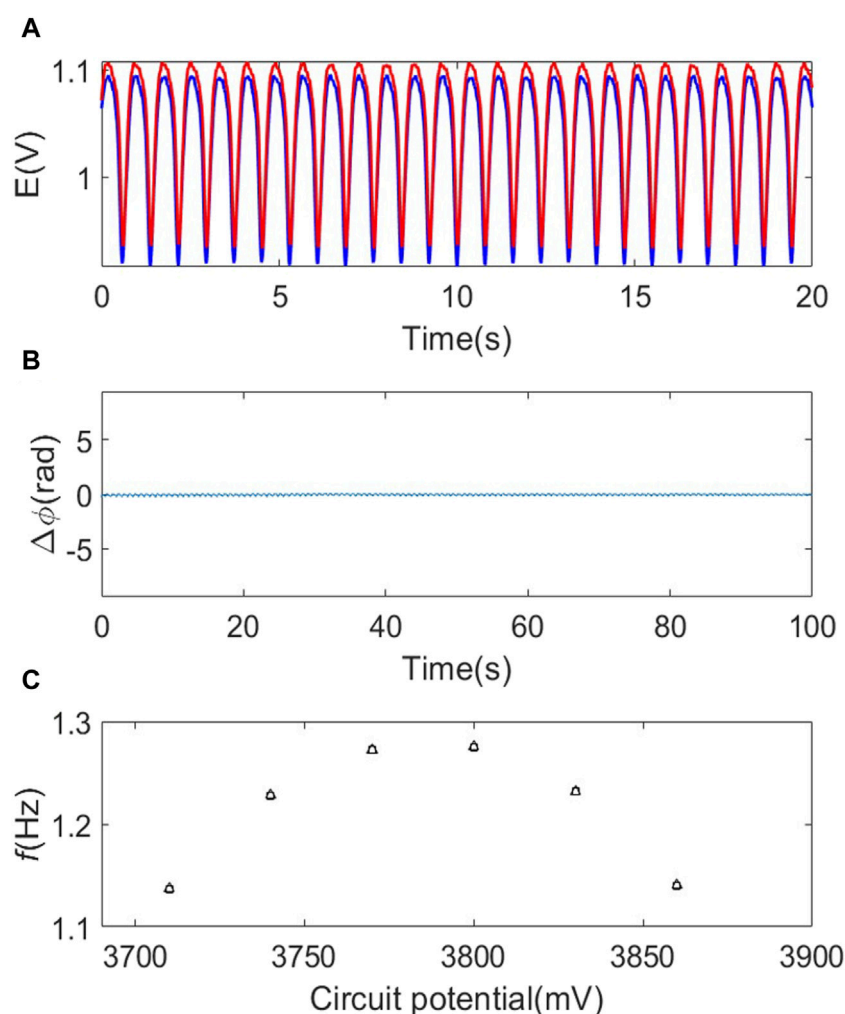 A
E(V)
1.1
1
0 5 10 15 20
Time(s)
B
Δϕ(rad)
5
0
-5
0 20 40 60 80 100
Time(s)
C
f(Hz)
1.3
1.2
1.1
3700 3750 3800 3850 3900
Circuit potential(mV)